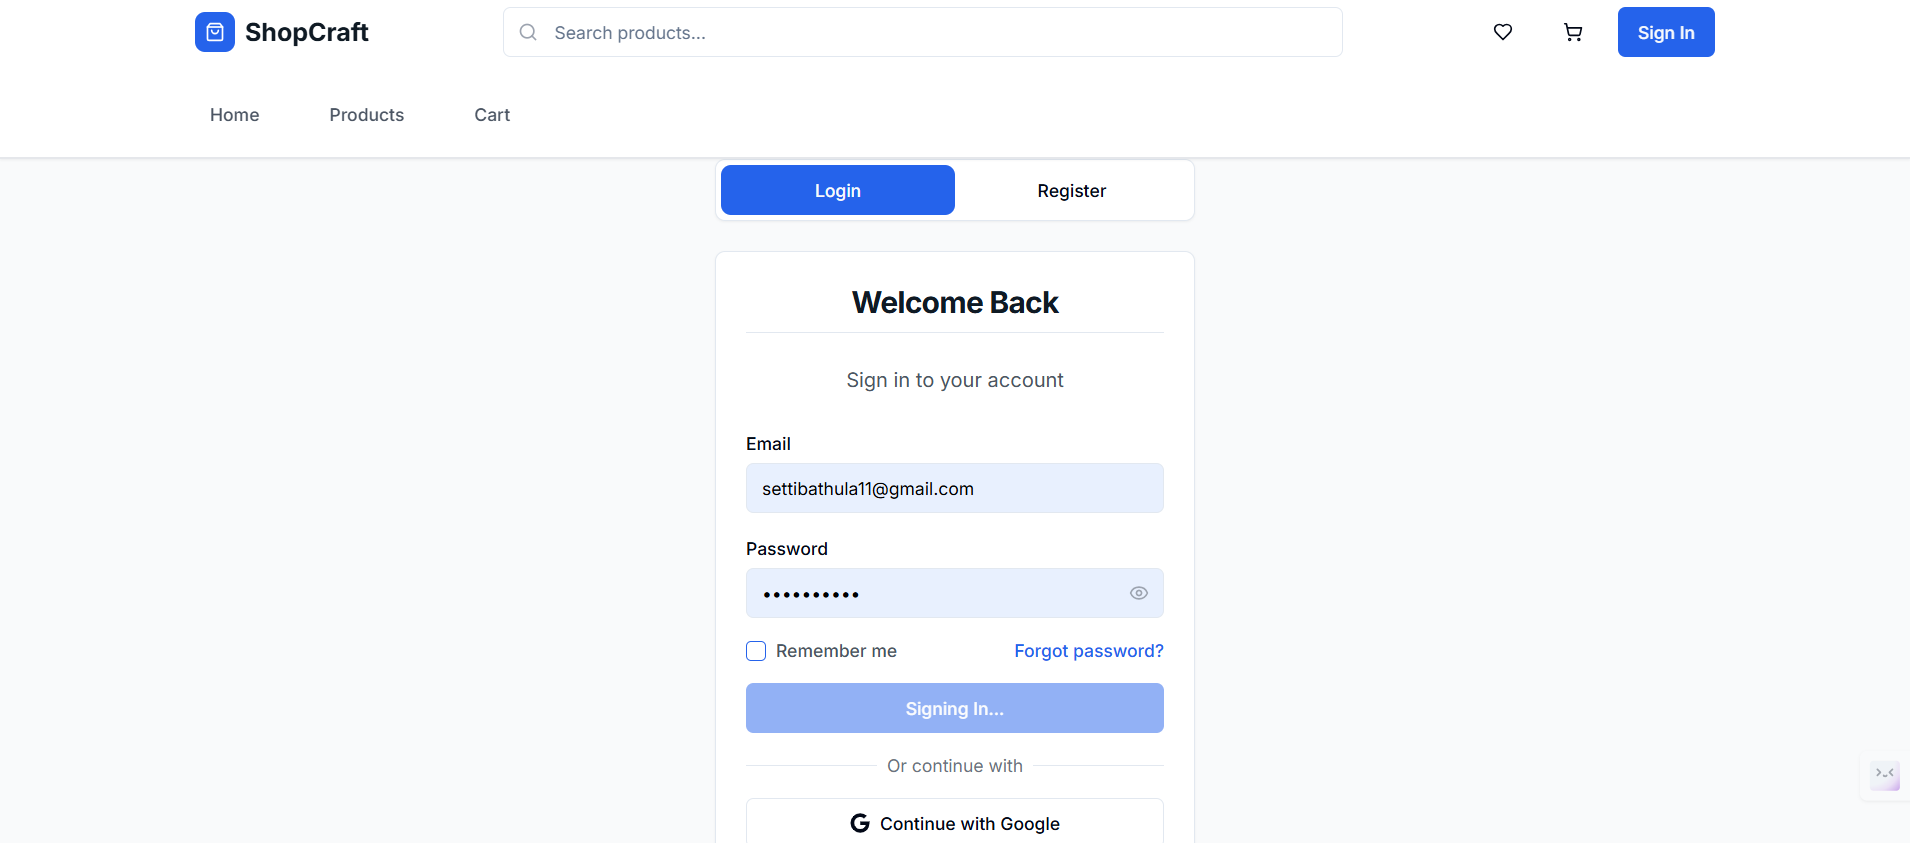 ShopCraft
Search products...
Sign In
Home
Products
Cart
Login
Register
Welcome Back
Sign in to your account
Email
settibathula11@gmail.com
Password
••••••••••
Remember me
Forgot password?
Signing In...
Or continue with
Continue with Google